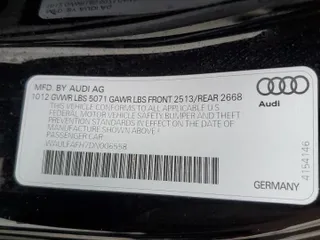 MFD. BY AUDI AG
1012 GVWR LBS 5071 GAWR LBS FRONT 2513/REAR 2668
THIS VEHICLE CONFORMS TO ALL APPLICABLE U.S.
FEDERAL MOTOR VEHICLE SAFETY BUMPER AND THEFT
PREVENTION STANDARDS IN EFFECT ON THE DATE OF
MANUFACTURE SHOWN ABOVE.
PASSENGER CAR
WAULFAFH7DN006558
Audi
4154146
GERMANY